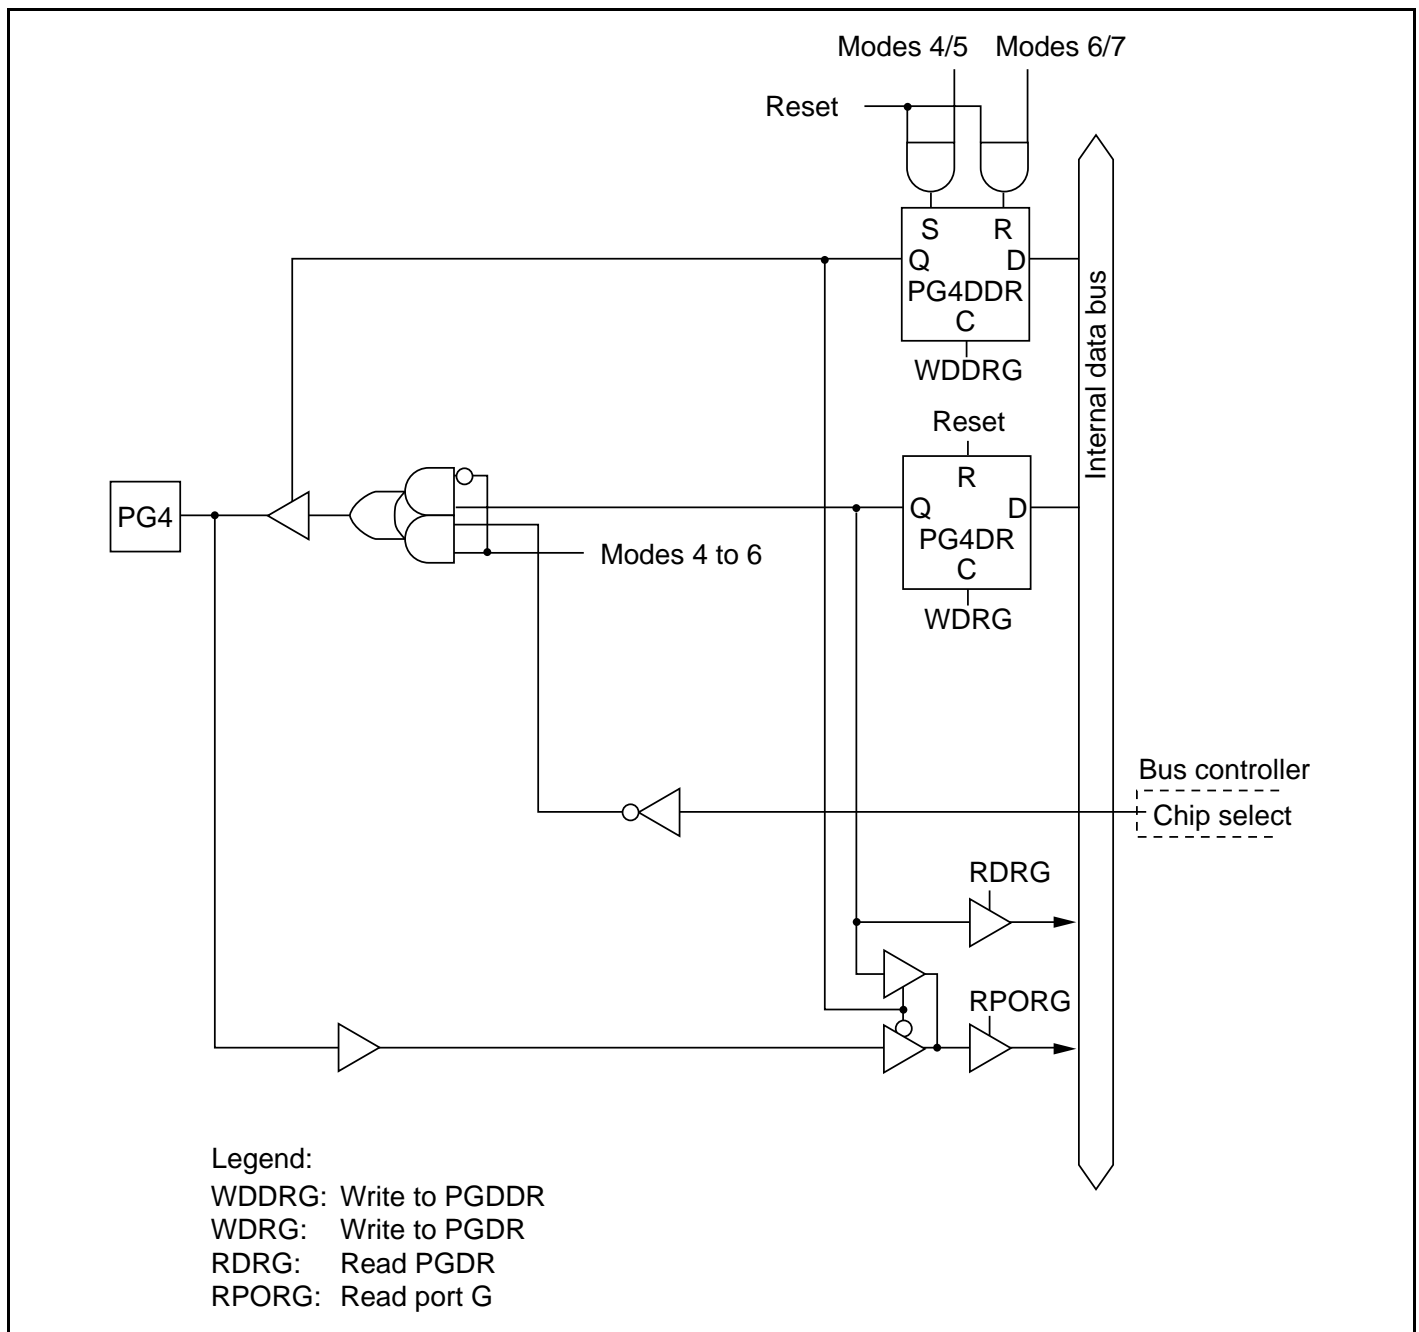 Modes 4/5 Modes 6/7
Reset
S R
Q D
PG4DDR
C
WDDRG
Internal data bus
Reset
R
PG4
Q D
PG4DR
C
Modes 4 to 6
WDRG
Bus controller
Chip select
RDRG
RPORG
Legend:
WDDRG: Write to PGDDR
WDRG: Write to PGDR
RDRG: Read PGDR
RPORG: Read port G